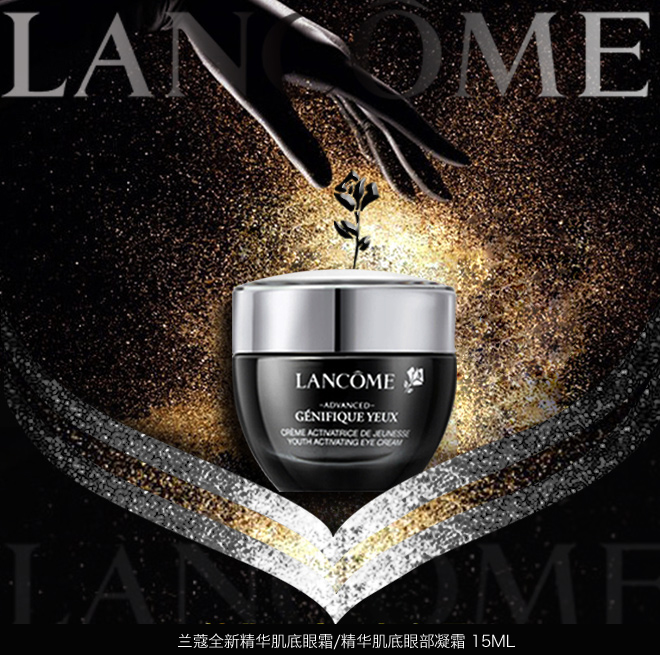 LANCÔME
LANCÔME
-ADVANCED-
GÉNIFIQUE YEUX
CRÈME ACTIVATRICE DE JEUNESSE
YOUTH ACTIVATING EYE CREAM
LANCÔME
兰蔻全新精华肌底眼霜/精华肌底眼部凝霜 15ML